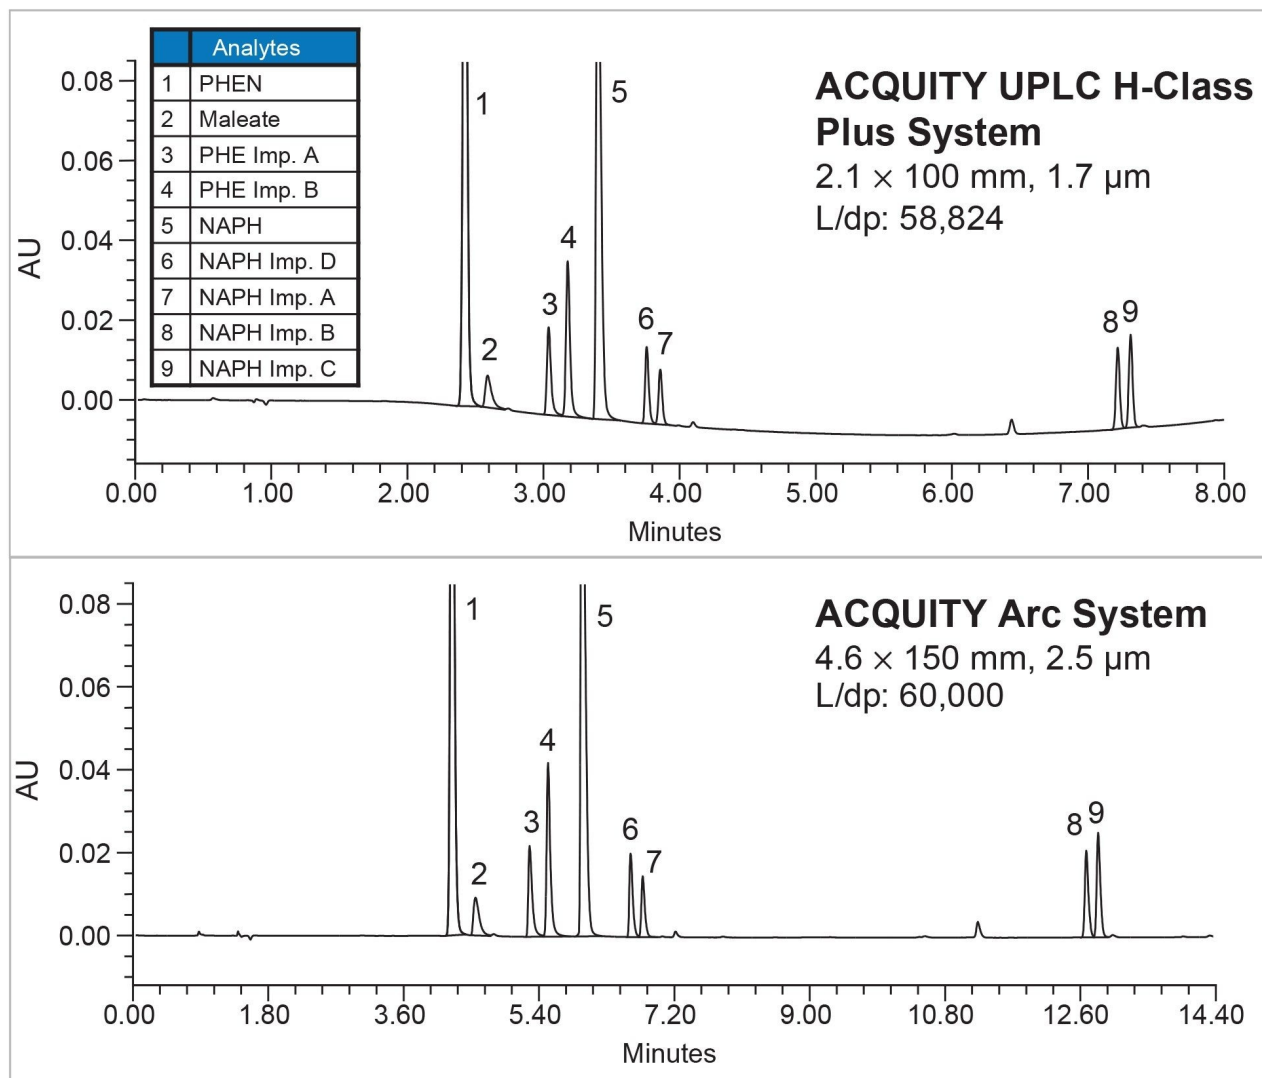 Analytes
1 PHEN
2 Maleate
3 PHE Imp. A
4 PHE Imp. B
5 NAPH
6 NAPH Imp. D
7 NAPH Imp. A
8 NAPH Imp. B
9 NAPH Imp. C
ACQUITY UPLC H-Class
Plus System
2.1 × 100 mm, 1.7 µm
L/dp: 58,824
AU
0.08
0.06
0.04
0.02
0.00
1
2
3
4
5
6
7
8
9
0.00 1.00 2.00 3.00 4.00 5.00 6.00 7.00 8.00
Minutes
ACQUITY Arc System
4.6 × 150 mm, 2.5 µm
L/dp: 60,000
AU
0.08
0.06
0.04
0.02
0.00
1
2
3
4
5
6
7
8
9
0.00 1.80 3.60 5.40 7.20 9.00 10.80 12.60 14.40
Minutes